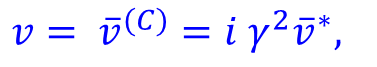 v = v̄⁽ᶜ⁾ = i γ² v̄*,